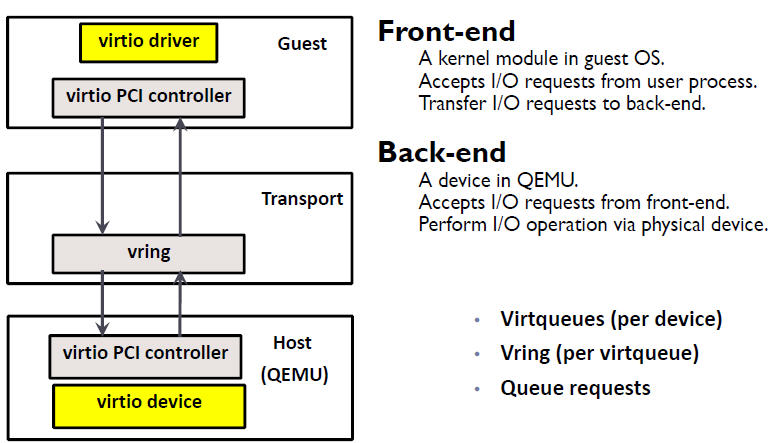 virtio driver
Guest
virtio PCI controller
Transport
vring
virtio PCI controller
Host
(QEMU)
virtio device
Front-end
A kernel module in guest OS.
Accepts I/O requests from user process.
Transfer I/O requests to back-end.
Back-end
A device in QEMU.
Accepts I/O requests from front-end.
Perform I/O operation via physical device.
• Virtqueues (per device)
• Vring (per virtqueue)
• Queue requests